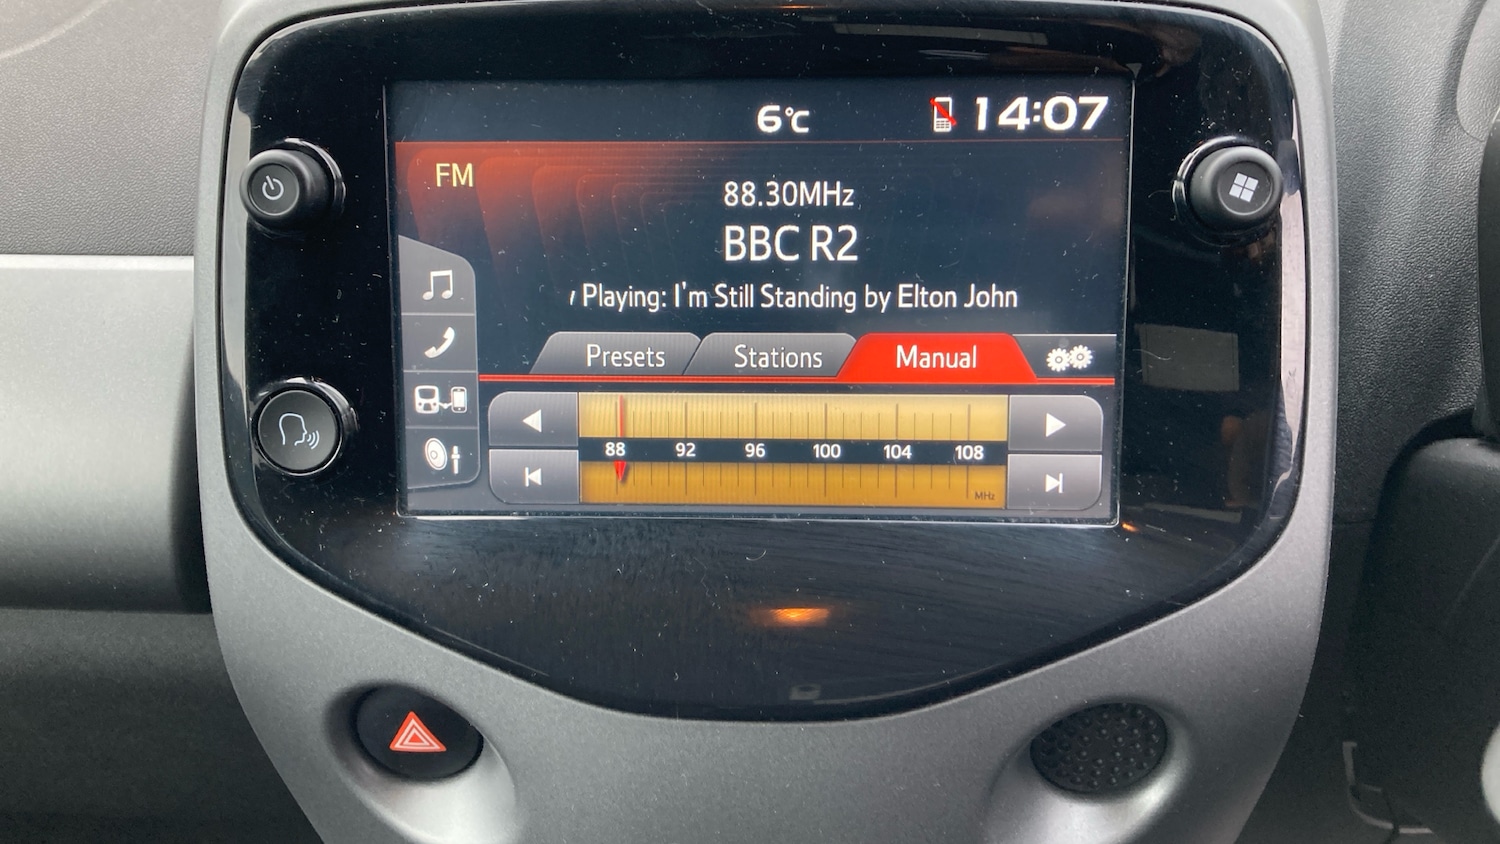 6°C 14:07
FM
88.30MHz
BBC R2
Playing: I'm Still Standing by Elton John
Presets Stations Manual
88 92 96 100 104 108
MHz